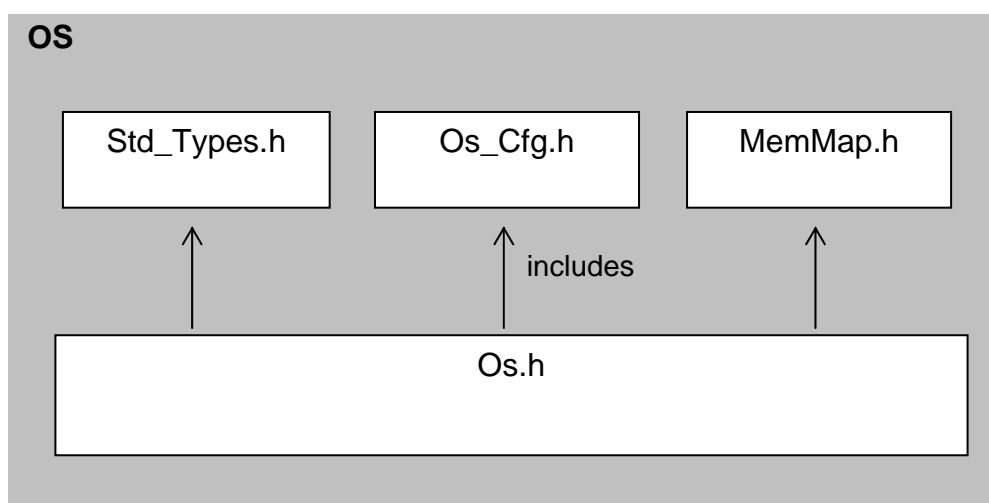 OS
Std_Types.h
Os_Cfg.h
MemMap.h
includes
Os.h